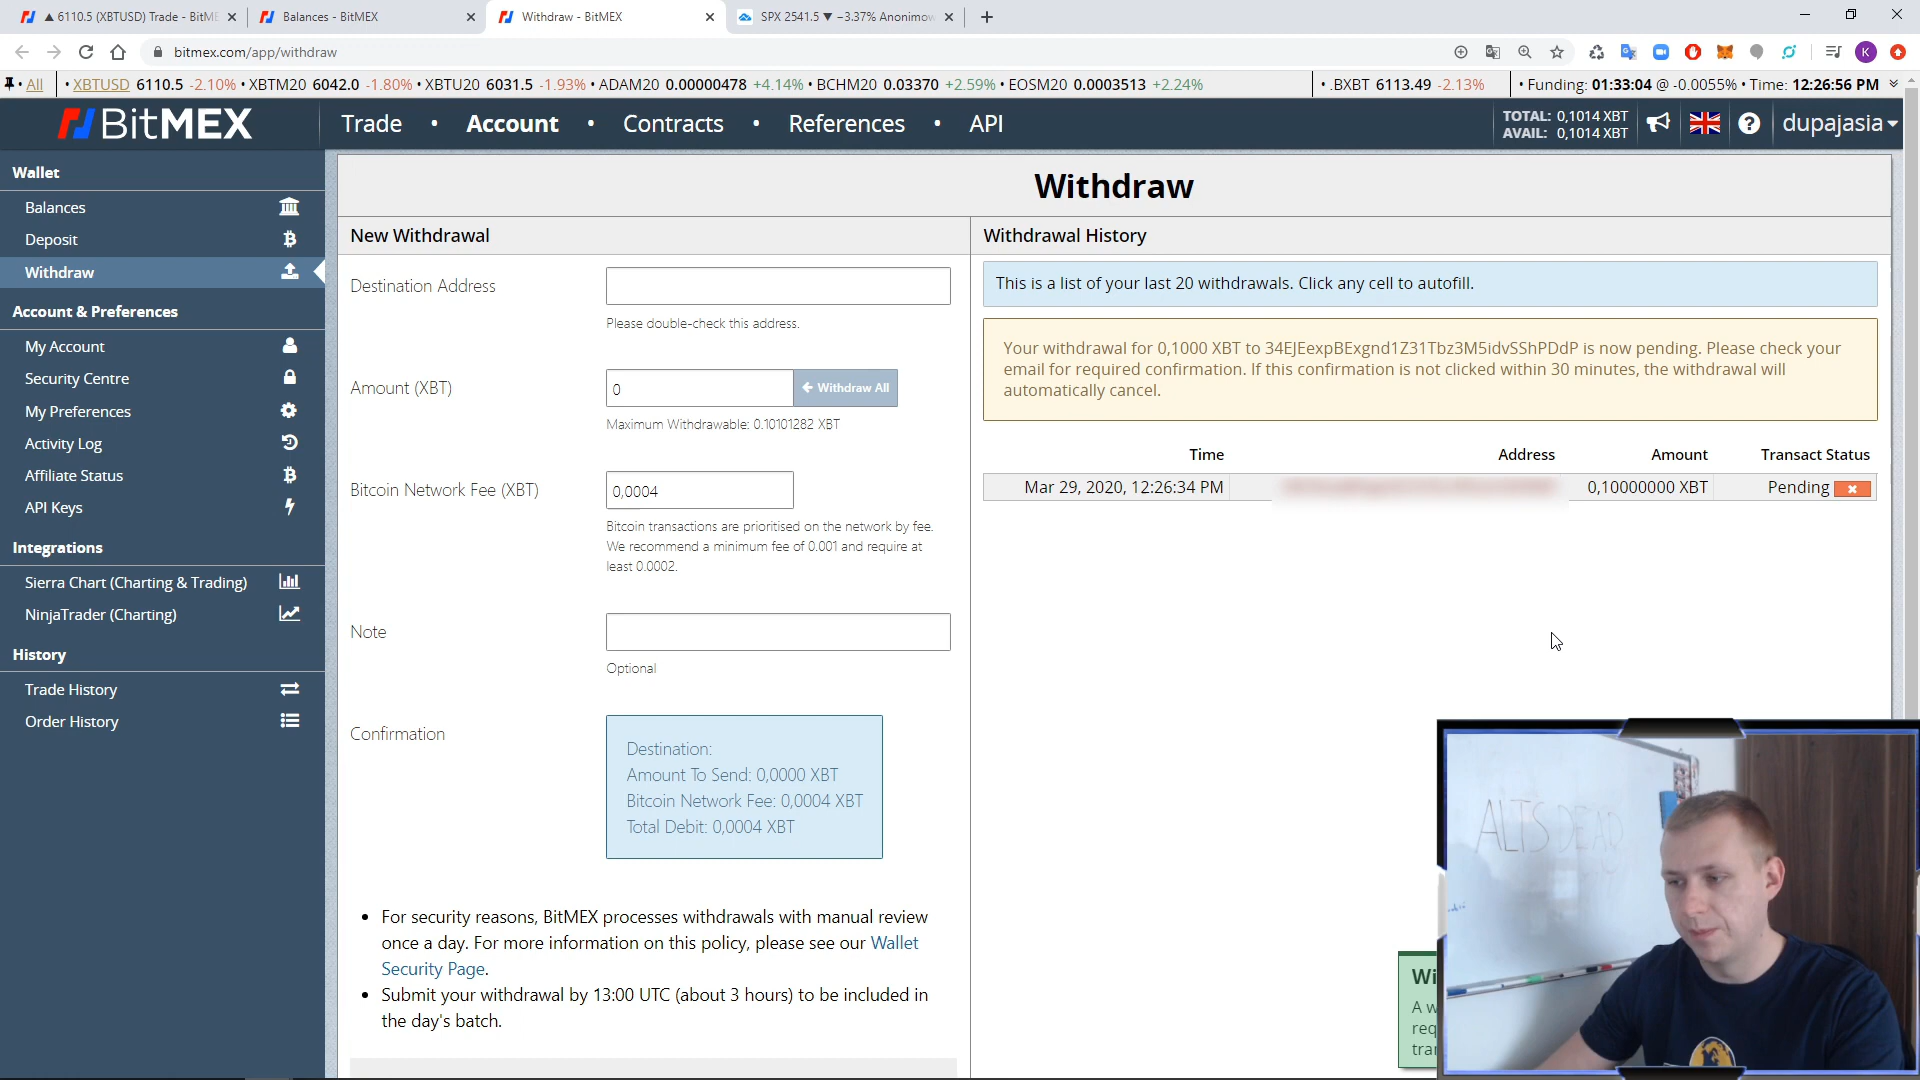 ▲ 6110.5 (XBTUSD) Trade - BitME
Balances - BitMEX
Withdraw - BitMEX
SPX 2541.5 ▼ −3.37% Anonimow
bitmex.com/app/withdraw
K
All • XBTUSD 6110.5 -2.10% • XBTM20 6042.0 -1.80% • XBTU20 6031.5 -1.93% • ADAM20 0.00000478 +4.14% • BCHM20 0.03370 +2.59% • EOSM20 0.0003513 +2.24%
• .BXBT 6113.49 -2.13%
• Funding: 01:33:04 @ -0.0055% • Time: 12:26:56 PM
BitMEX
Trade • Account • Contracts • References • API
TOTAL: 0,1014 XBT
AVAIL: 0,1014 XBT
dupajasia
Wallet
Balances
Deposit
Withdraw
Account & Preferences
My Account
Security Centre
My Preferences
Activity Log
Affiliate Status
API Keys
Integrations
Sierra Chart (Charting & Trading)
NinjaTrader (Charting)
History
Trade History
Order History
Withdraw
New Withdrawal
Destination Address
Please double-check this address.
Amount (XBT)
0
Withdraw All
Maximum Withdrawable: 0.10101282 XBT
Bitcoin Network Fee (XBT)
0,0004
Bitcoin transactions are prioritised on the network by fee.
We recommend a minimum fee of 0.001 and require at
least 0.0002.
Note
Optional
Confirmation
Destination:
Amount To Send: 0,0000 XBT
Bitcoin Network Fee: 0,0004 XBT
Total Debit: 0,0004 XBT
• For security reasons, BitMEX processes withdrawals with manual review
once a day. For more information on this policy, please see our Wallet
Security Page.
• Submit your withdrawal by 13:00 UTC (about 3 hours) to be included in
the day's batch.
Withdrawal History
This is a list of your last 20 withdrawals. Click any cell to autofill.
Your withdrawal for 0,1000 XBT to 34EJEexpBExgnd1Z31Tbz3M5idvSShPDdP is now pending. Please check your
email for required confirmation. If this confirmation is not clicked within 30 minutes, the withdrawal will
automatically cancel.
Time Address Amount Transact Status
Mar 29, 2020, 12:26:34 PM 0,10000000 XBT Pending
ALTS DEAD
Wi
A w
req
tra